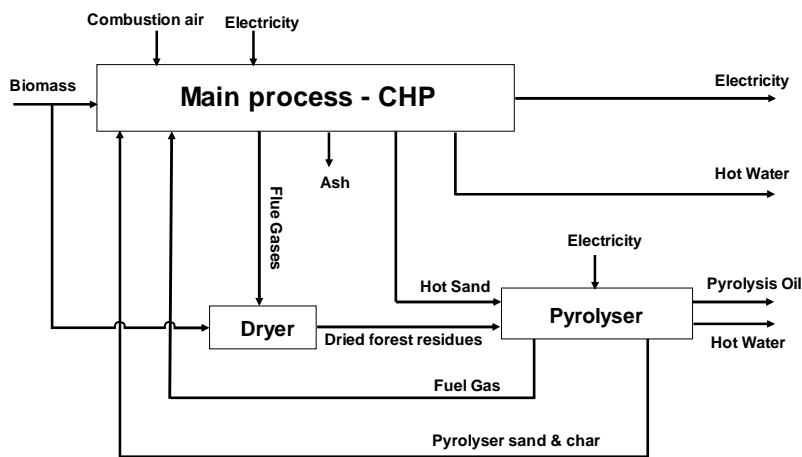 Combustion air
Electricity
Biomass
Main process - CHP
Electricity
Hot Water
Ash
Flue Gases
Electricity
Hot Sand
Pyrolysis Oil
Dryer
Pyrolyser
Dried forest residues
Hot Water
Fuel Gas
Pyrolyser sand & char